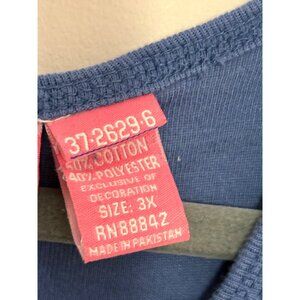 37-2629-6
60% COTTON
40% POLYESTER
EXCLUSIVE OF
DECORATION
SIZE: 3X
RN88842
MADE IN PAKISTAN